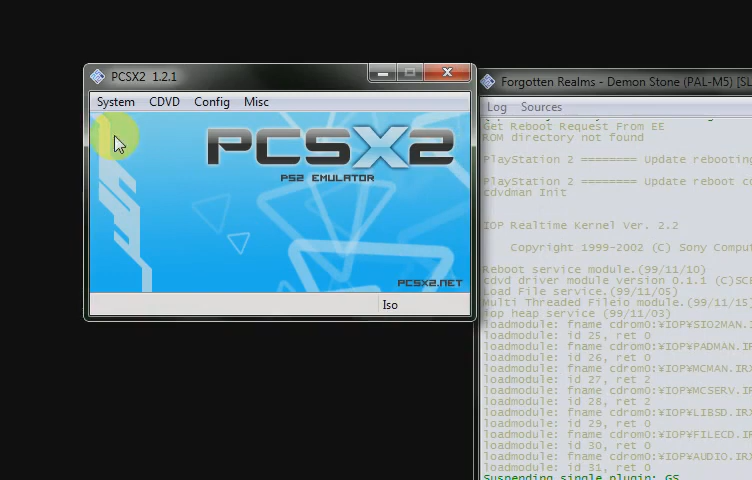 PCSX2 1.2.1
System CDVD Config Misc
PCSX2
PS2 EMULATOR
PCSX2.NET
Iso
Forgotten Realms - Demon Stone (PAL-M5) [SL
Log Sources
Get Reboot Request From EE
ROM directory not found
PlayStation 2 ======== Update rebooting
PlayStation 2 ======== Update
cdvdman Init
IOP Realtime Kernel Ver. 2.2
Copyright 1999-2002 (C) Sony Comput
Reboot service module.(99/11/10)
cdvd driver module version 0.1.1 (C)SCE
Load File service.(99/11/05)
Multi Threaded Fileio module.(99/11/15)
iop heap service (99/11/03)
loadmodule: fname cdrom0:¥IOP¥SIO2MAN.IR
loadmodule: id 25, ret 0
loadmodule: fname cdrom0:¥IOP¥PADMAN.IR
loadmodule: id 26, ret 0
loadmodule: fname cdrom0:¥IOP¥MCMAN.IRX
loadmodule: id 27, ret 2
loadmodule: fname cdrom0:¥IOP¥MCSERV.IR
loadmodule: id 28, ret 2
loadmodule: fname cdrom0:¥IOP¥LIBSD.IRX
loadmodule: id 29, ret 0
loadmodule: fname cdrom0:¥IOP¥FILECD.IR
loadmodule: id 30, ret 0
loadmodule: fname cdrom0:¥IOP¥AUDIO.IRX
loadmodule: id 31, ret 0
Suspending single plugin: GS